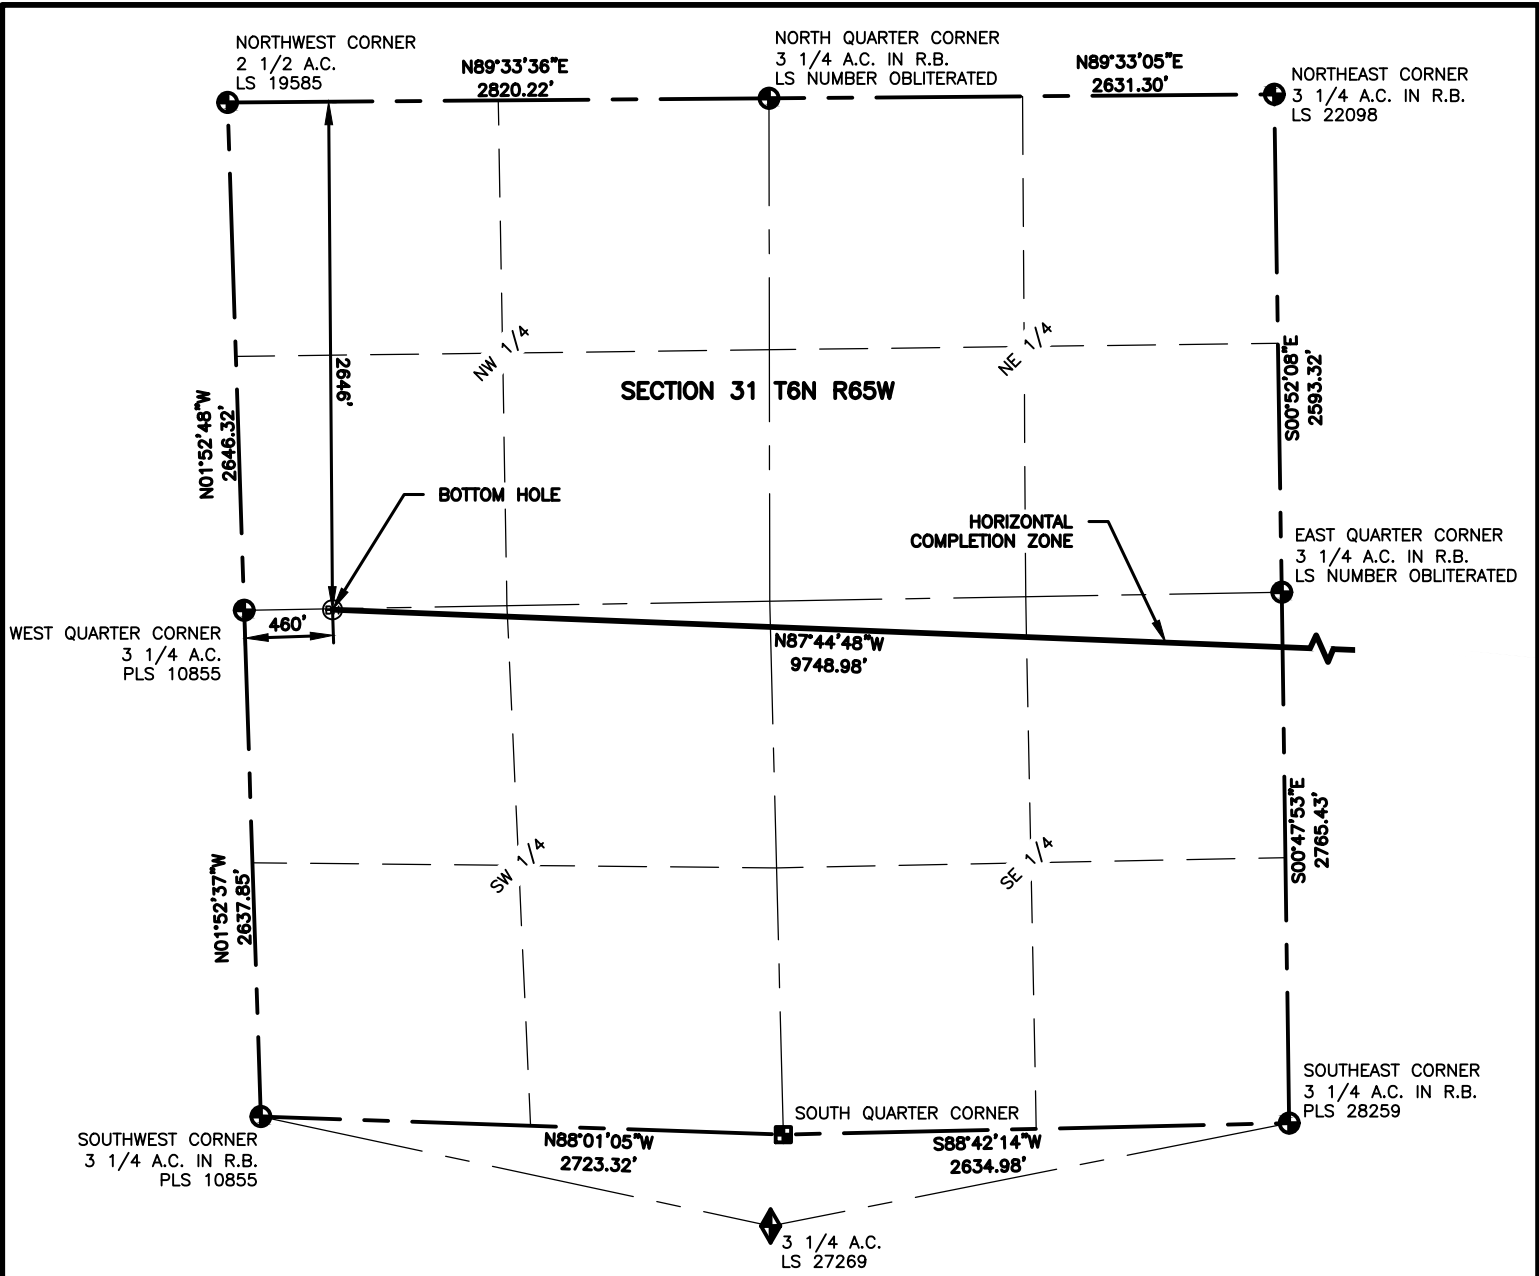 NORTHWEST CORNER
2 1/2 A.C.
LS 19585
N89°33'36"E
2820.22'
NORTH QUARTER CORNER
3 1/4 A.C. IN R.B.
LS NUMBER OBLITERATED
N89°33'05"E
2631.30'
NORTHEAST CORNER
3 1/4 A.C. IN R.B.
LS 22098
NW 1/4
NE 1/4
2646'
SECTION 31 T6N R65W
S00°52'08"E
2593.32'
N01°52'48"W
2646.32'
BOTTOM HOLE
HORIZONTAL
COMPLETION ZONE
EAST QUARTER CORNER
3 1/4 A.C. IN R.B.
LS NUMBER OBLITERATED
WEST QUARTER CORNER
3 1/4 A.C.
PLS 10855
460'
N87°44'48"W
9748.98'
S00°47'53"E
2765.43'
N01°52'37"W
2637.85'
SW 1/4
SE 1/4
SOUTHEAST CORNER
3 1/4 A.C. IN R.B.
PLS 28259
SOUTH QUARTER CORNER
SOUTHWEST CORNER
3 1/4 A.C. IN R.B.
PLS 10855
N88°01'05"W
2723.32'
S88°42'14"W
2634.98'
3 1/4 A.C.
LS 27269